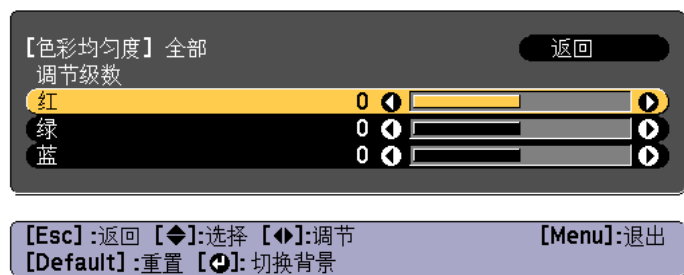 【色彩均匀度】全部 返回
调节级数
红 0
绿 0
蓝 0
[Esc] :返回 [◆]:选择 [◆]:调节 [Menu]:退出
[Default] :重置 [↵]: 切换背景